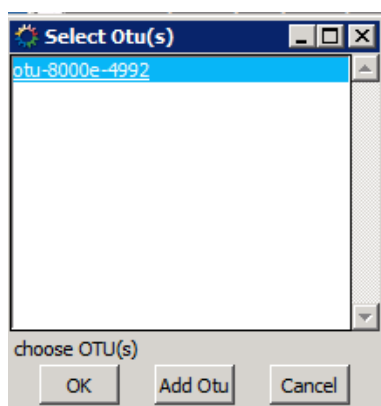 Select Otu(s)
otu-8000e-4992
choose OTU(s)
OK
Add Otu
Cancel